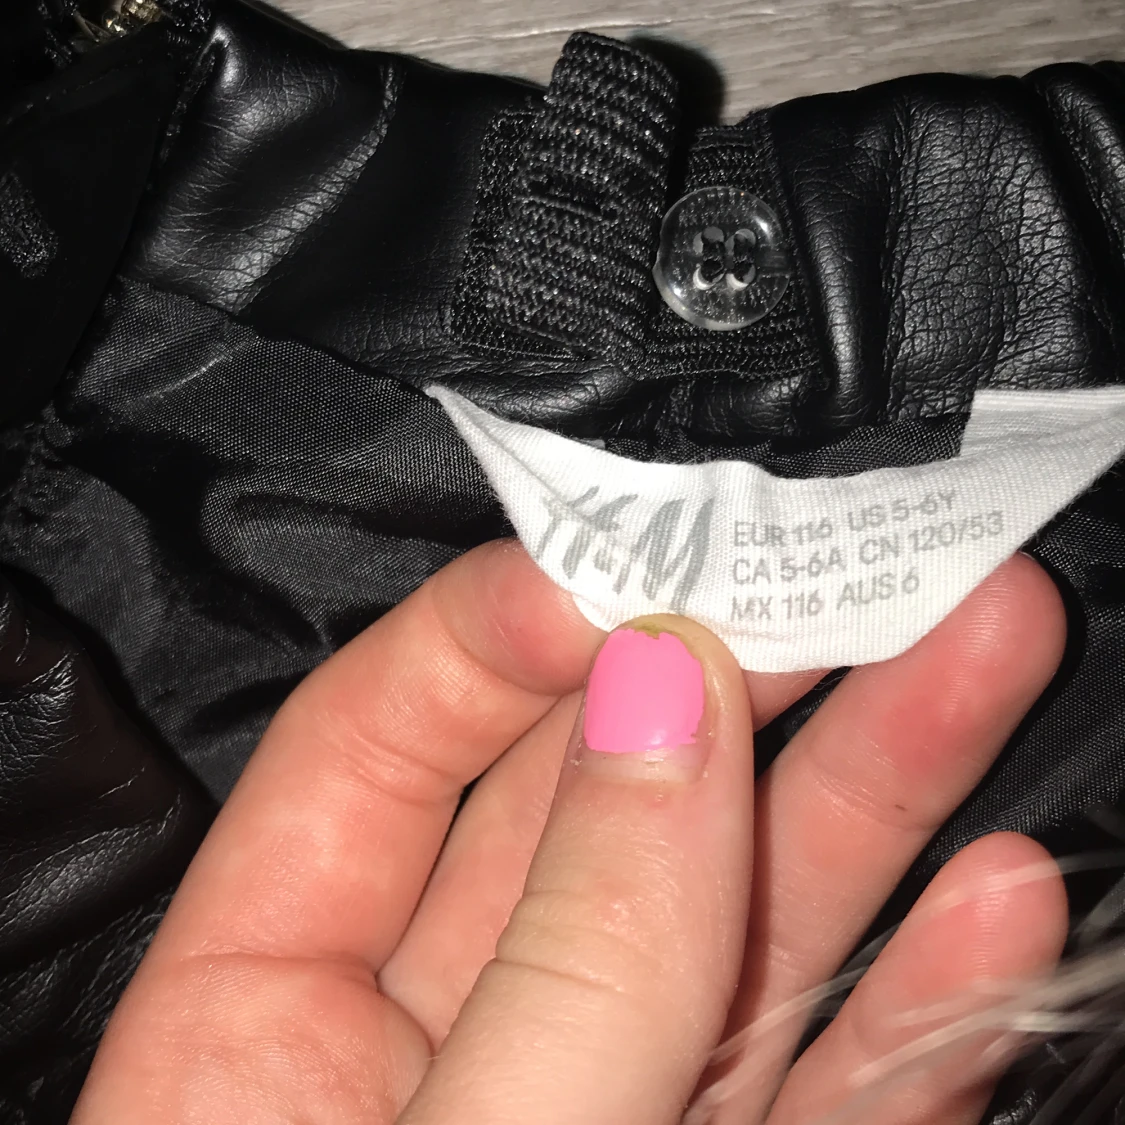 H&M
EUR 116 US 5-6Y
CA 5-6A CN 120/53
MX 116 AUS 6